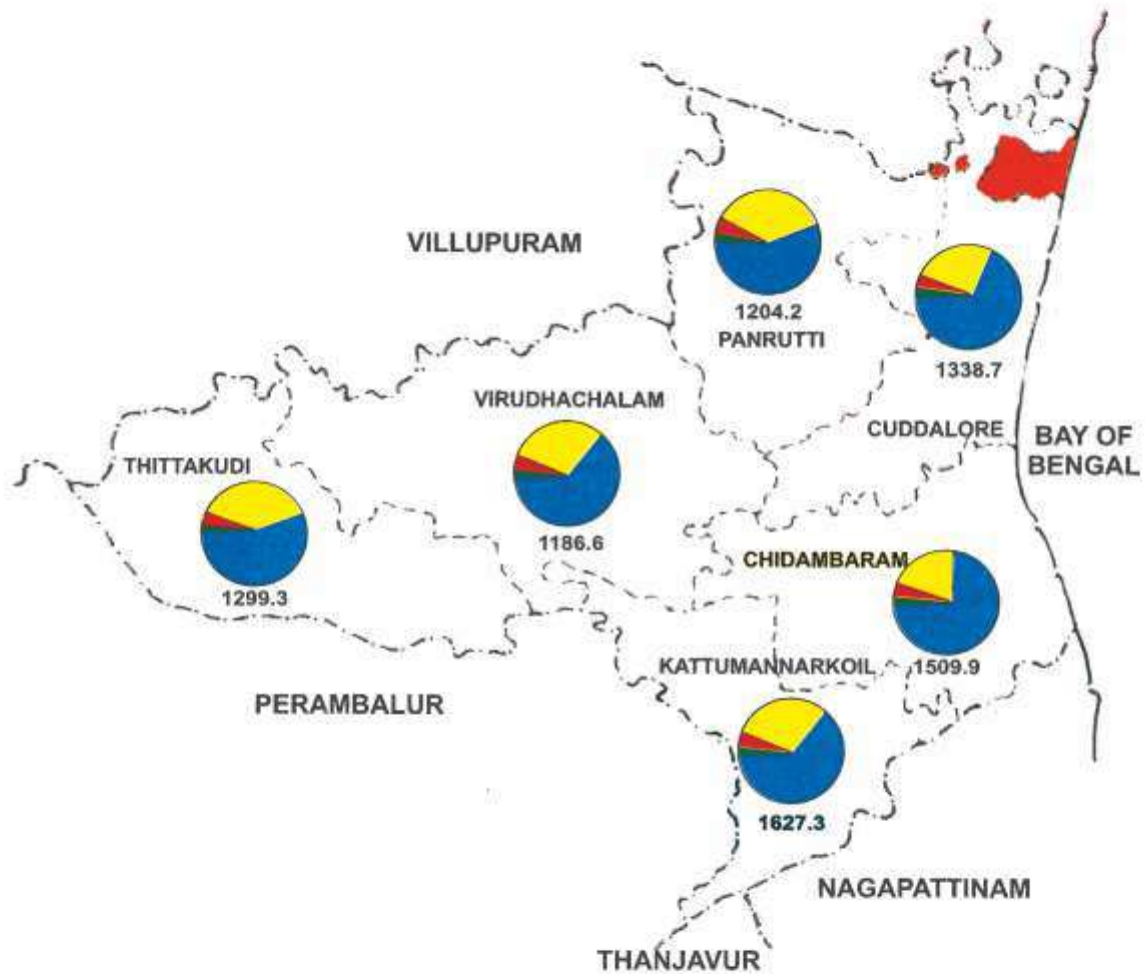 VILLUPURAM
1204.2
PANRUTTI
1338.7
VIRUDHACHALAM
CUDDALORE
BAY OF
BENGAL
THITTAKUDI
1186.6
CHIDAMBARAM
1299.3
KATTUMANNARKOIL
1509.9
PERAMBALUR
1627.3
NAGAPATTINAM
THANJAVUR